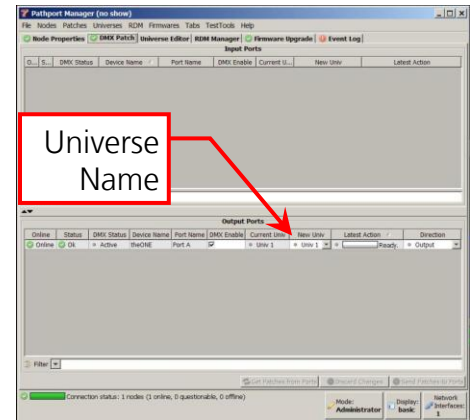 Pathport Manager (no show)
File Nodes Patches Universes RDM Firmwares Tabs TestTools Help
Node Properties DMX Patch Universe Editor RDM Manager Firmware Upgrade Event Log
Input Ports
O... S... DMX Status Device Name Port Name DMX Enable Current U... New Univ Latest Action
Universe
Name
Output Ports
Online Status DMX Status Device Name Port Name DMX Enable Current Univ New Univ Latest Action Direction
Online Ok Active theONE Port A Univ 1 Univ 1 Ready. Output
Filter
Get Patches from Ports Discard Changes Send Patches to Ports
Connection status: 1 nodes (1 online, 0 questionable, 0 offline)
Mode: Administrator
Display: basic
Network Interfaces: 1